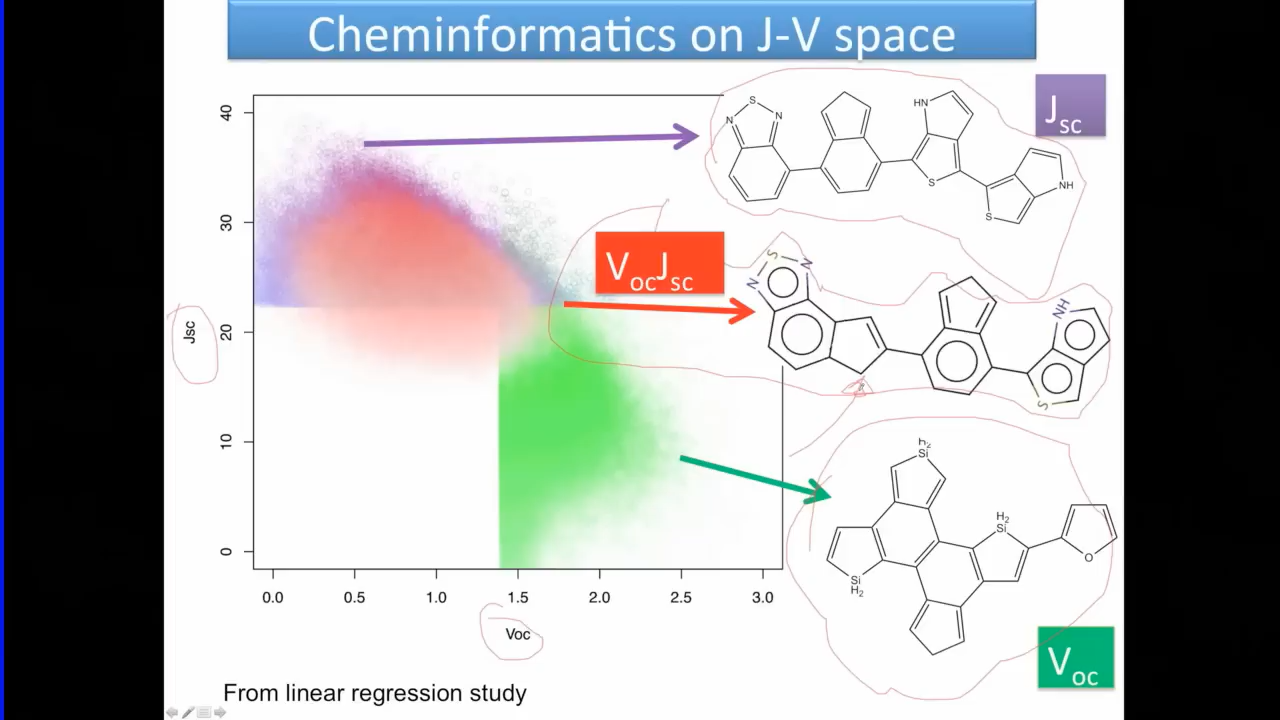 Cheminformatics on J-V space
Jsc
VocJsc
Voc
40
30
20
10
0
Jsc
0.0 0.5 1.0 1.5 2.0 2.5 3.0
Voc
S
N N
HN
S
NH
S
S
N N
NH
S
H2
Si
H2
Si
Si
H2
O
From linear regression study